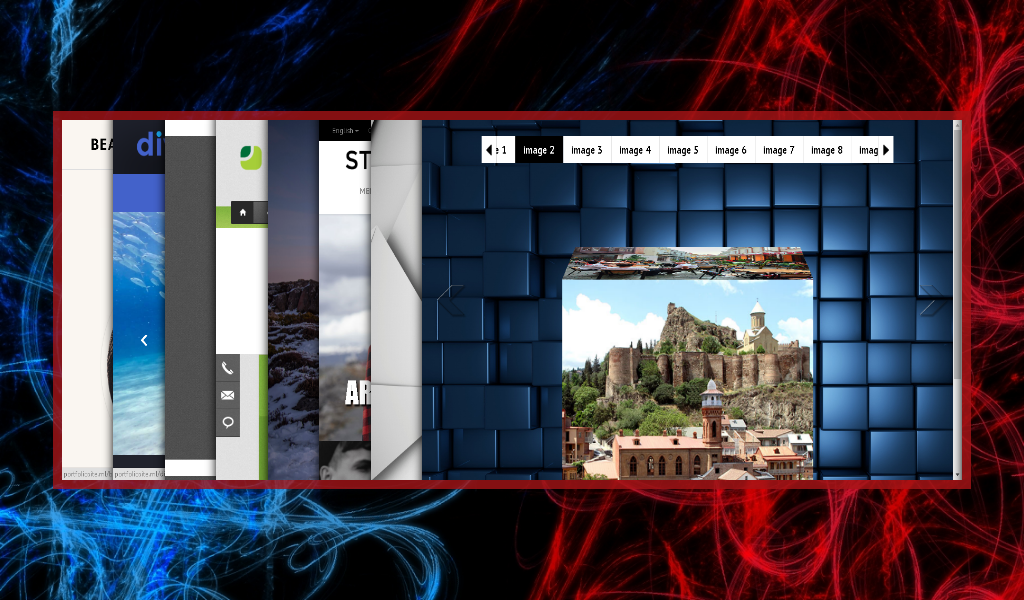 BEA
di
English
ST
ME
AR
e 1
image 2
image 3
image 4
image 5
image 6
image 7
image 8
imag
portfoliosite.ml/
portfoliosite.ml/